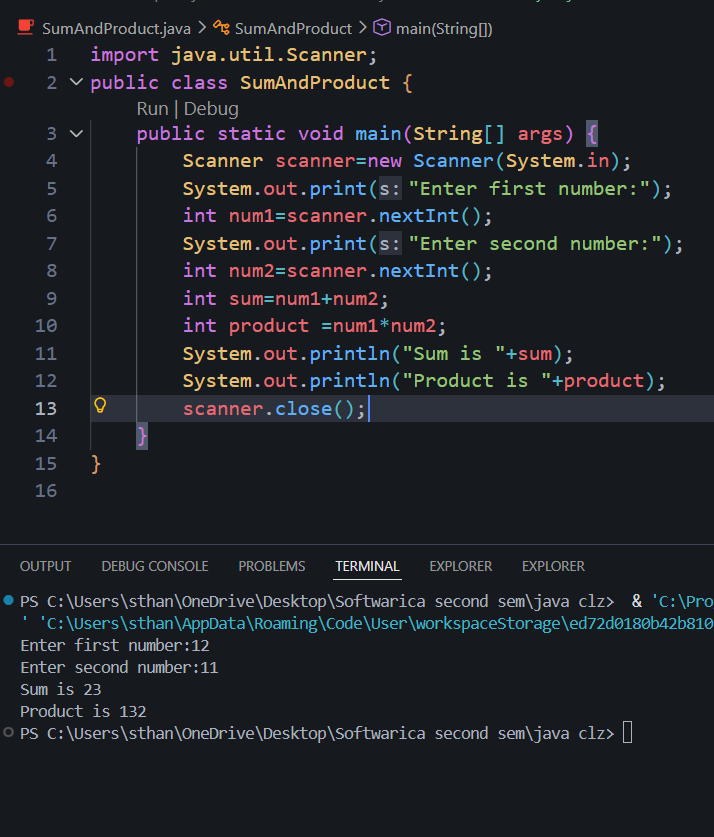 SumAndProduct.java > SumAndProduct > main(String[])
1 import java.util.Scanner;
2 public class SumAndProduct {
Run | Debug
3 public static void main(String[] args) {
4 Scanner scanner=new Scanner(System.in);
5 System.out.print(s: "Enter first number:");
6 int num1=scanner.nextInt();
7 System.out.print(s: "Enter second number:");
8 int num2=scanner.nextInt();
9 int sum=num1+num2;
10 int product =num1*num2;
11 System.out.println("Sum is "+sum);
12 System.out.println("Product is "+product);
13 scanner.close();
14 }
15 }
16
OUTPUT DEBUG CONSOLE PROBLEMS TERMINAL EXPLORER EXPLORER
PS C:\Users\sthan\OneDrive\Desktop\Softwarica second sem\java clz> & 'C:\Pro
' 'C:\Users\sthan\AppData\Roaming\Code\User\workspaceStorage\ed72d0180b42b810
Enter first number:12
Enter second number:11
Sum is 23
Product is 132
PS C:\Users\sthan\OneDrive\Desktop\Softwarica second sem\java clz>